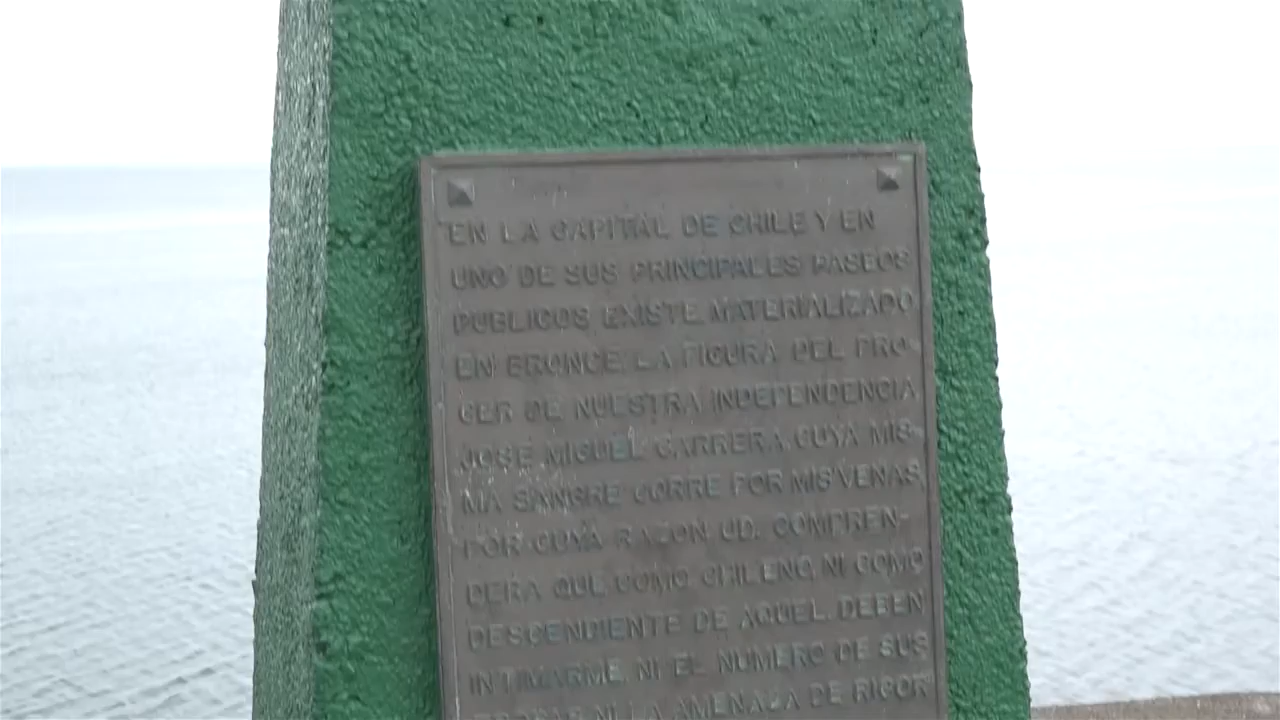 EN LA CAPITAL DE CHILE Y EN
UNO DE SUS PRINCIPALES PASEOS
PUBLICOS EXISTE MATERIALIZADO
EN BRONCE, LA FIGURA DEL PRO-
CER DE NUESTRA INDEPENDENCIA
JOSE MIGUEL CARRERA, CUYA MIS-
MA SANGRE CORRE POR MIS VENAS,
POR CUYA RAZON UD. COMPREN-
DERA QUE COMO CHILENO, NI COMO
DESCENDIENTE DE AQUEL, DEBEN
INTIMARME, NI EL NUMERO DE SUS
NI LA AMENAZA DE RIGOR